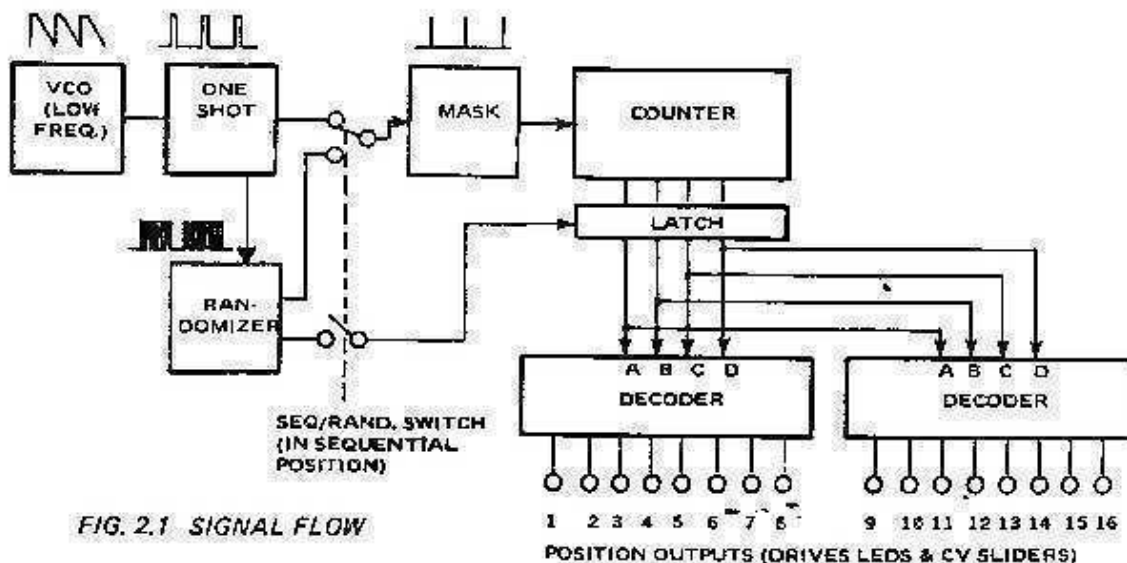 VCO
(LOW
FREQ.)
ONE
SHOT
MASK
COUNTER
LATCH
RAN-
DOMIZER
A B C D
DECODER
A B C D
DECODER
SEQ/RAND. SWITCH
(IN SEQUENTIAL
POSITION)
1 2 3 4 5 6 7 8
9 10 11 12 13 14 15 16
FIG. 2.1 SIGNAL FLOW
POSITION OUTPUTS (DRIVES LEDS & CV SLIDERS)